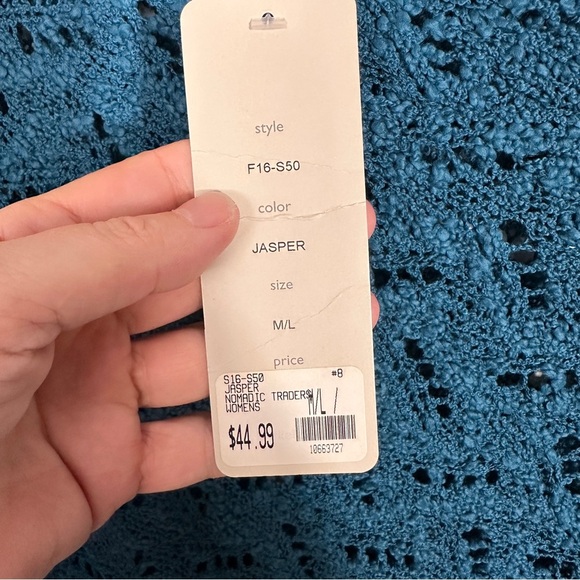 style
F16-S50
color
JASPER
size
M/L
price
S16-S50 #8
JASPER
NOMADIC TRADERS
WOMENS M/L /
$44.99
10663727